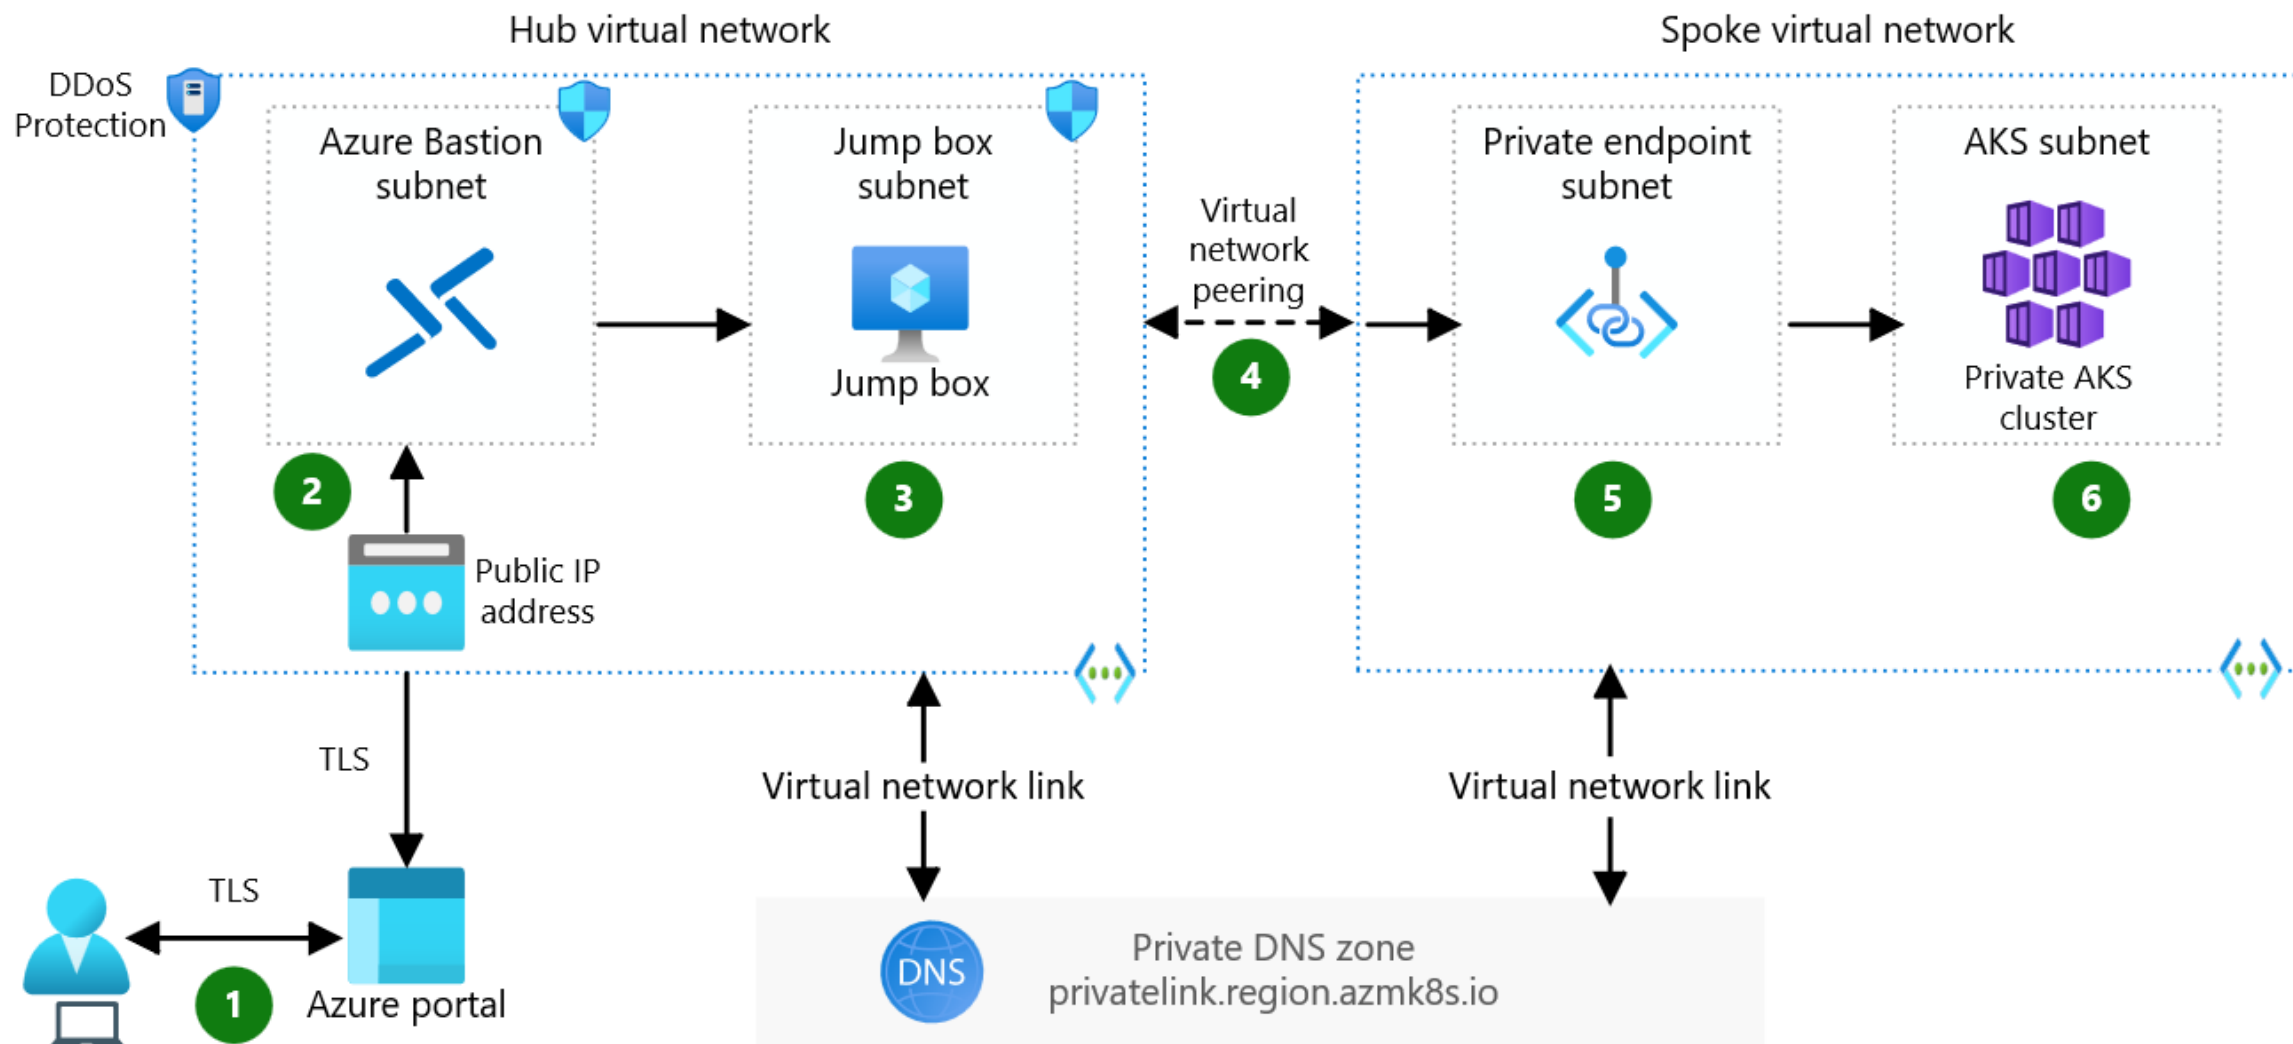 Hub virtual network
Spoke virtual network
DDoS
Protection
Azure Bastion
subnet
Jump box
subnet
Jump box
Virtual
network
peering
Private endpoint
subnet
AKS subnet
Private AKS
cluster
2
3
4
5
6
Public IP
address
TLS
Virtual network link
Virtual network link
TLS
1
Azure portal
DNS
Private DNS zone
privatelink.region.azmk8s.io